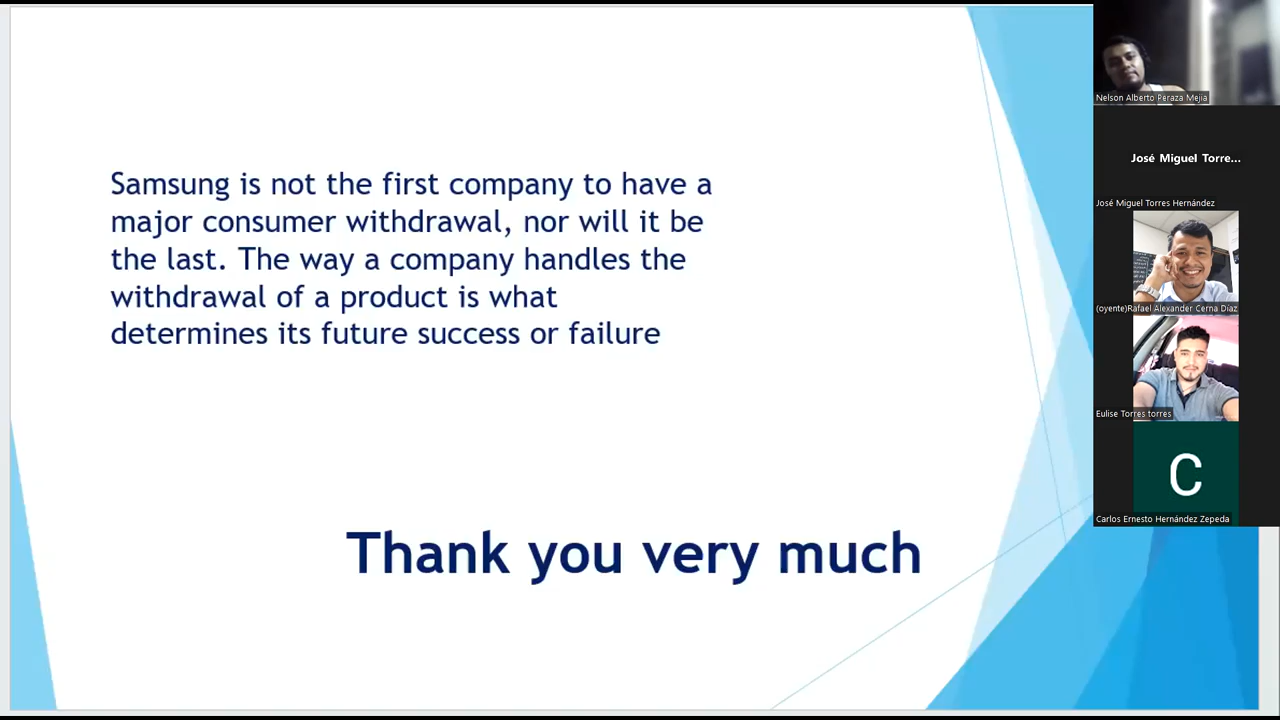 Samsung is not the first company to have a
major consumer withdrawal, nor will it be
the last. The way a company handles the
withdrawal of a product is what
determines its future success or failure
Thank you very much
Nelson Alberto Peraza Mejia
José Miguel Torre...
José Miguel Torres Hernández
(oyente)Rafael Alexander Cerna Díaz
Eulise Torres torres
C
Carlos Ernesto Hernández Zepeda